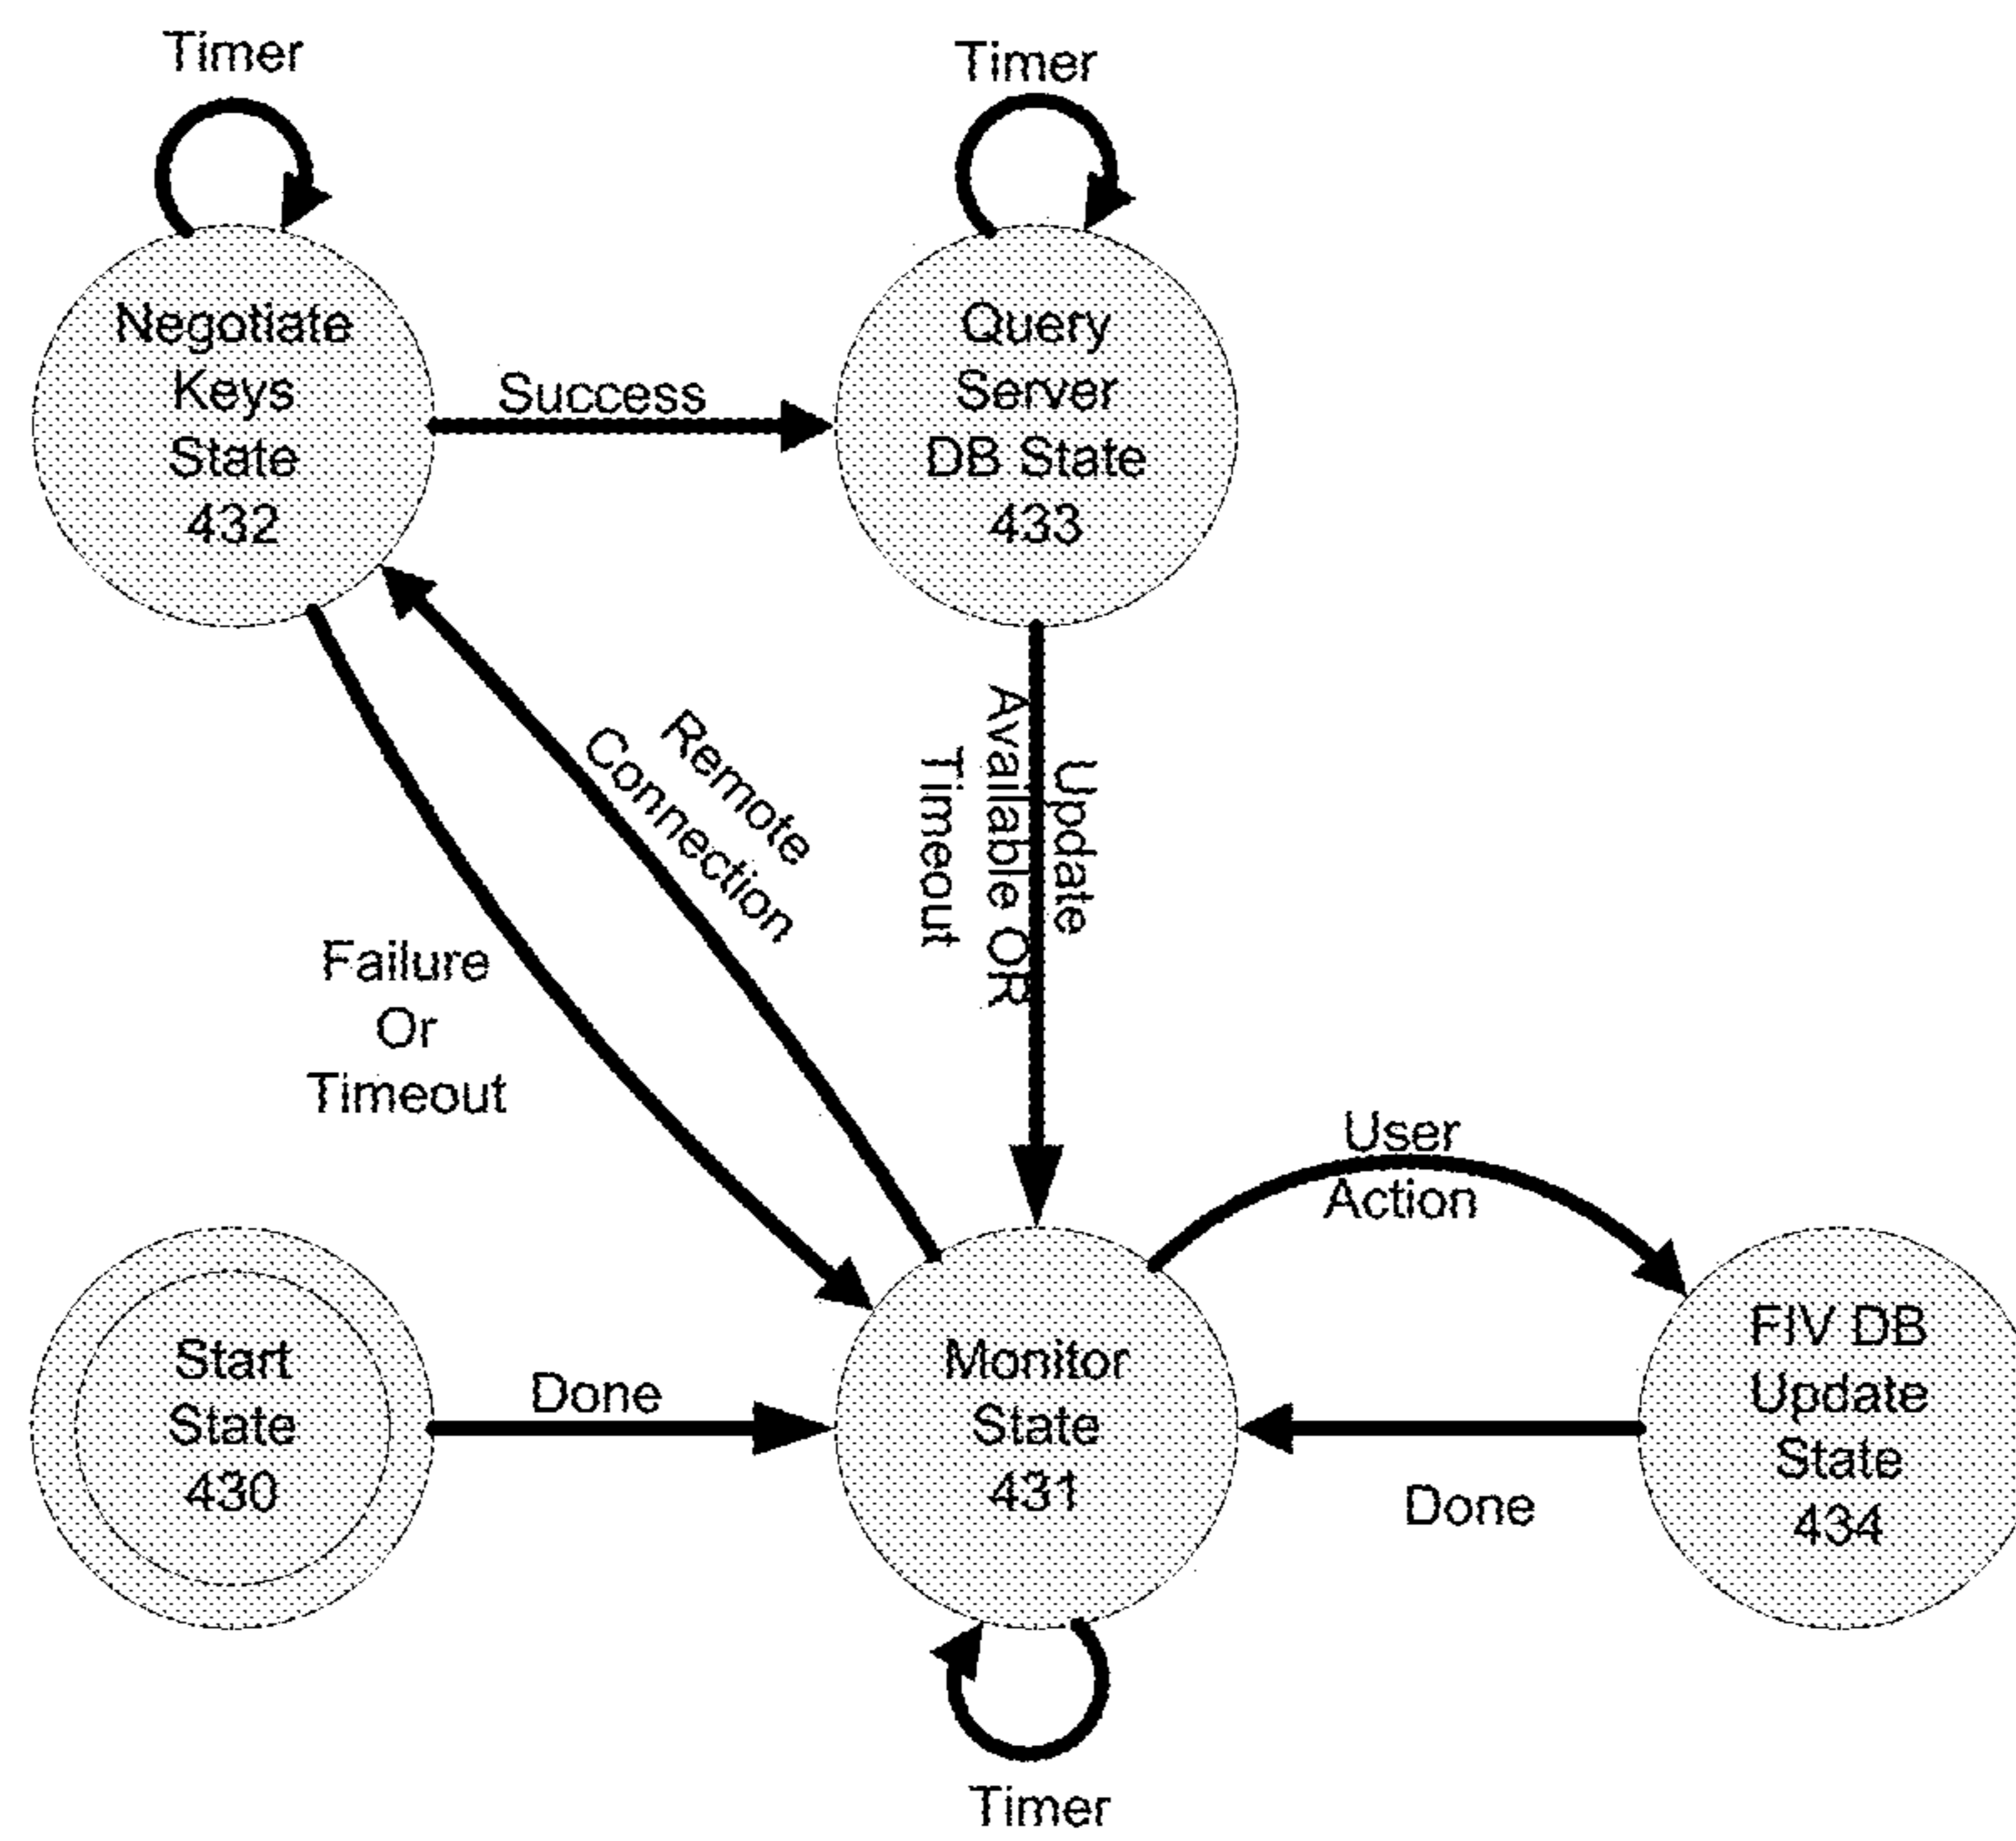 Timer
Timer
Negotiate
Keys
State
432
Success
Query
Server
DB State
433
Remote
Connection
Update
Available OR
Timeout
Failure
Or
Timeout
User
Action
Start
State
430
Done
Monitor
State
431
FIV DB
Update
State
434
Done
Timer